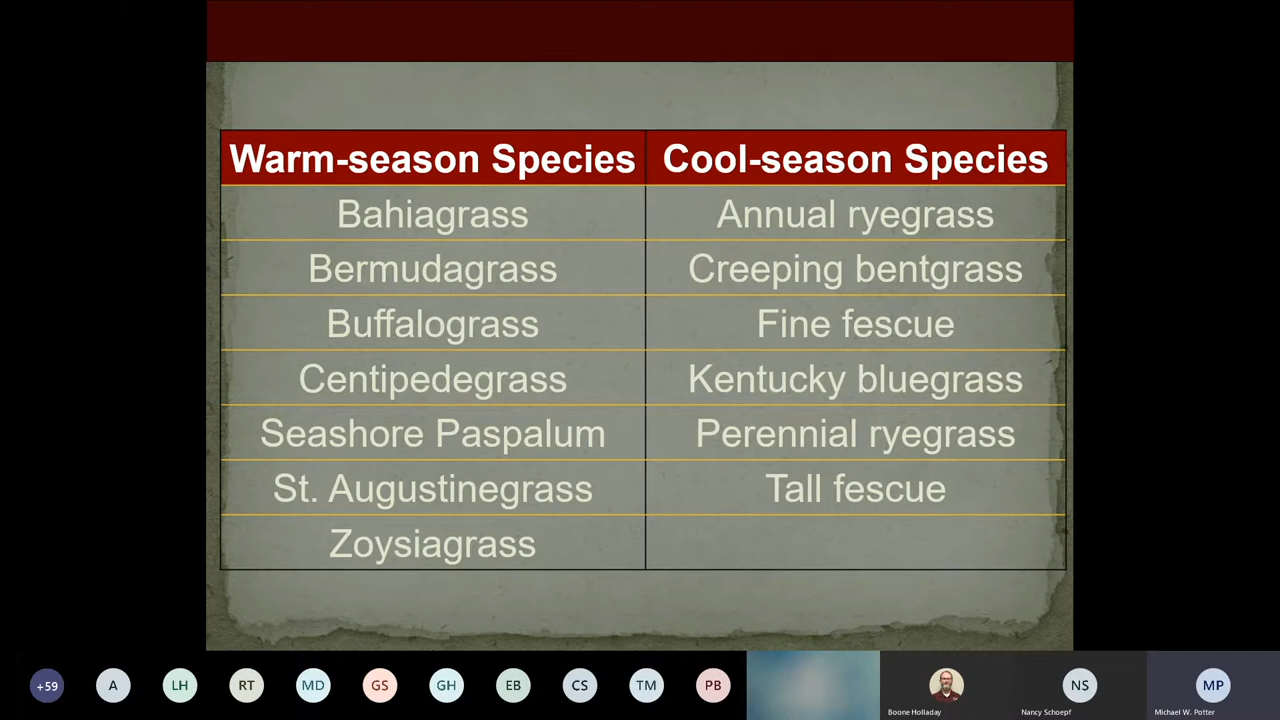 Warm-season Species Cool-season Species
Bahiagrass Annual ryegrass
Bermudagrass Creeping bentgrass
Buffalograss Fine fescue
Centipedegrass Kentucky bluegrass
Seashore Paspalum Perennial ryegrass
St. Augustinegrass Tall fescue
Zoysiagrass
+59 A LH RT MD GS GH EB CS TM PB NS MP
Boone Holladay Nancy Schoepf Michael W. Potter